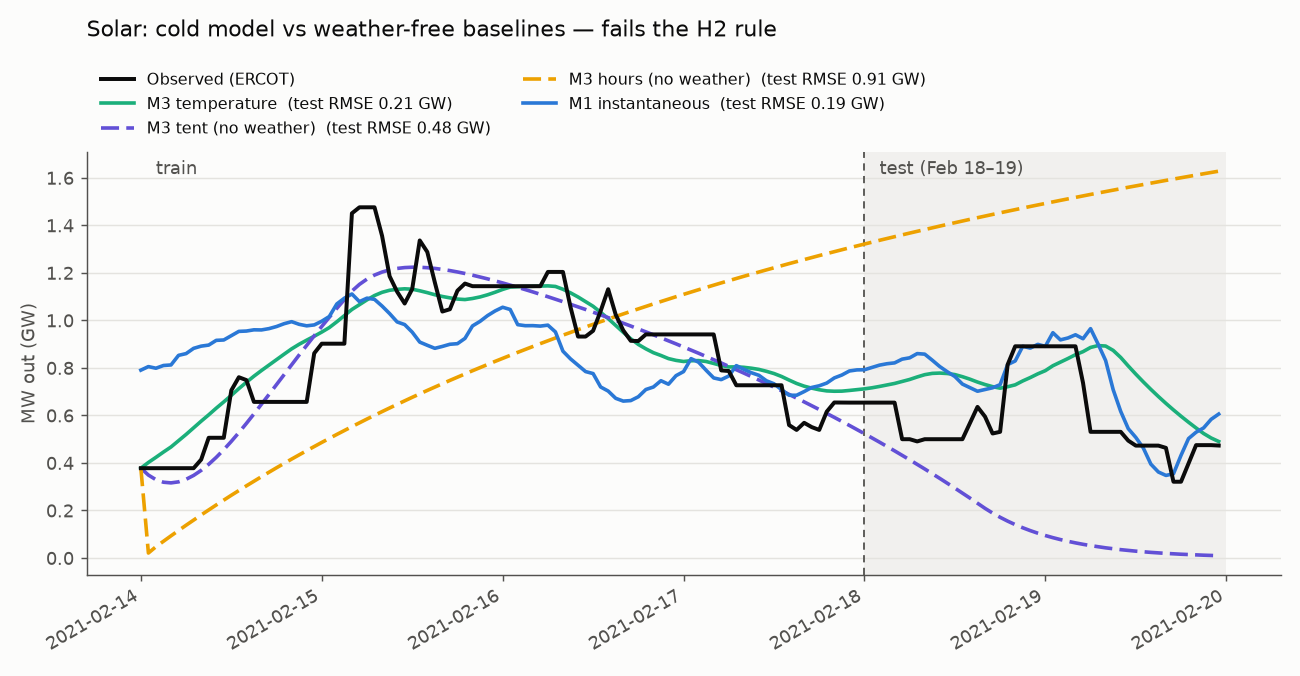 Solar: cold model vs weather-free baselines — fails the H2 rule
Observed (ERCOT)
M3 temperature  (test RMSE 0.21 GW)
M3 tent (no weather)  (test RMSE 0.48 GW)
M3 hours (no weather)  (test RMSE 0.91 GW)
M1 instantaneous  (test RMSE 0.19 GW)
train
test (Feb 18–19)
MW out (GW)
1.6
1.4
1.2
1.0
0.8
0.6
0.4
0.2
0.0
2021-02-14
2021-02-15
2021-02-16
2021-02-17
2021-02-18
2021-02-19
2021-02-20